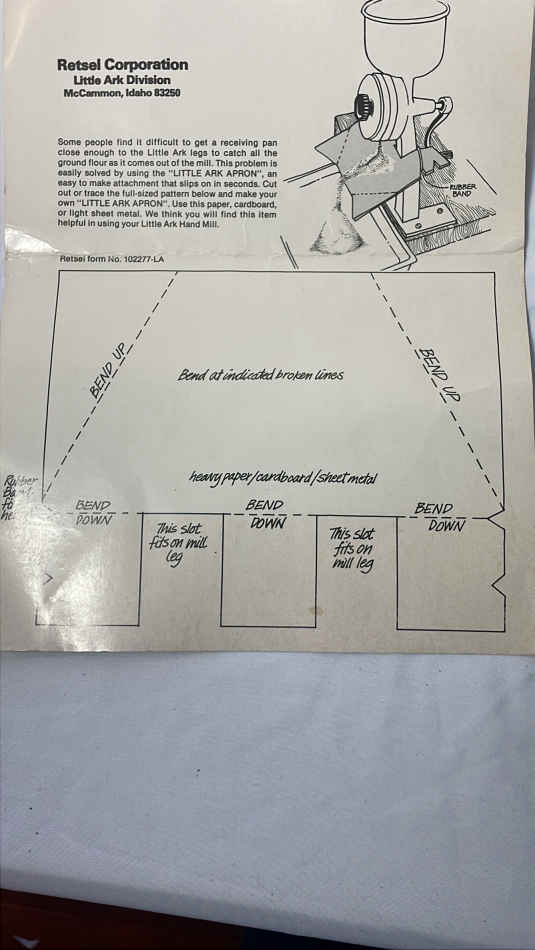 Retsel Corporation
Little Ark Division
McCammon, Idaho 83250
Some people find it difficult to get a receiving pan
close enough to the Little Ark legs to catch all the
ground flour as it comes out of the mill. This problem is
easily solved by using the "LITTLE ARK APRON", an
easy to make attachment that slips on in seconds. Cut
out or trace the full-sized pattern below and make your
own "LITTLE ARK APRON". Use this paper, cardboard,
or light sheet metal. We think you will find this item
helpful in using your Little Ark Hand Mill.
RUBBER
BAND
Retsel form No. 102277-LA
BEND UP
BEND UP
Bend at indicated broken lines
heavy paper/cardboard/sheet metal
Rubber
BEND
DOWN
This slot
fits on mill
leg
BEND
DOWN
This slot
fits on
mill leg
BEND
DOWN